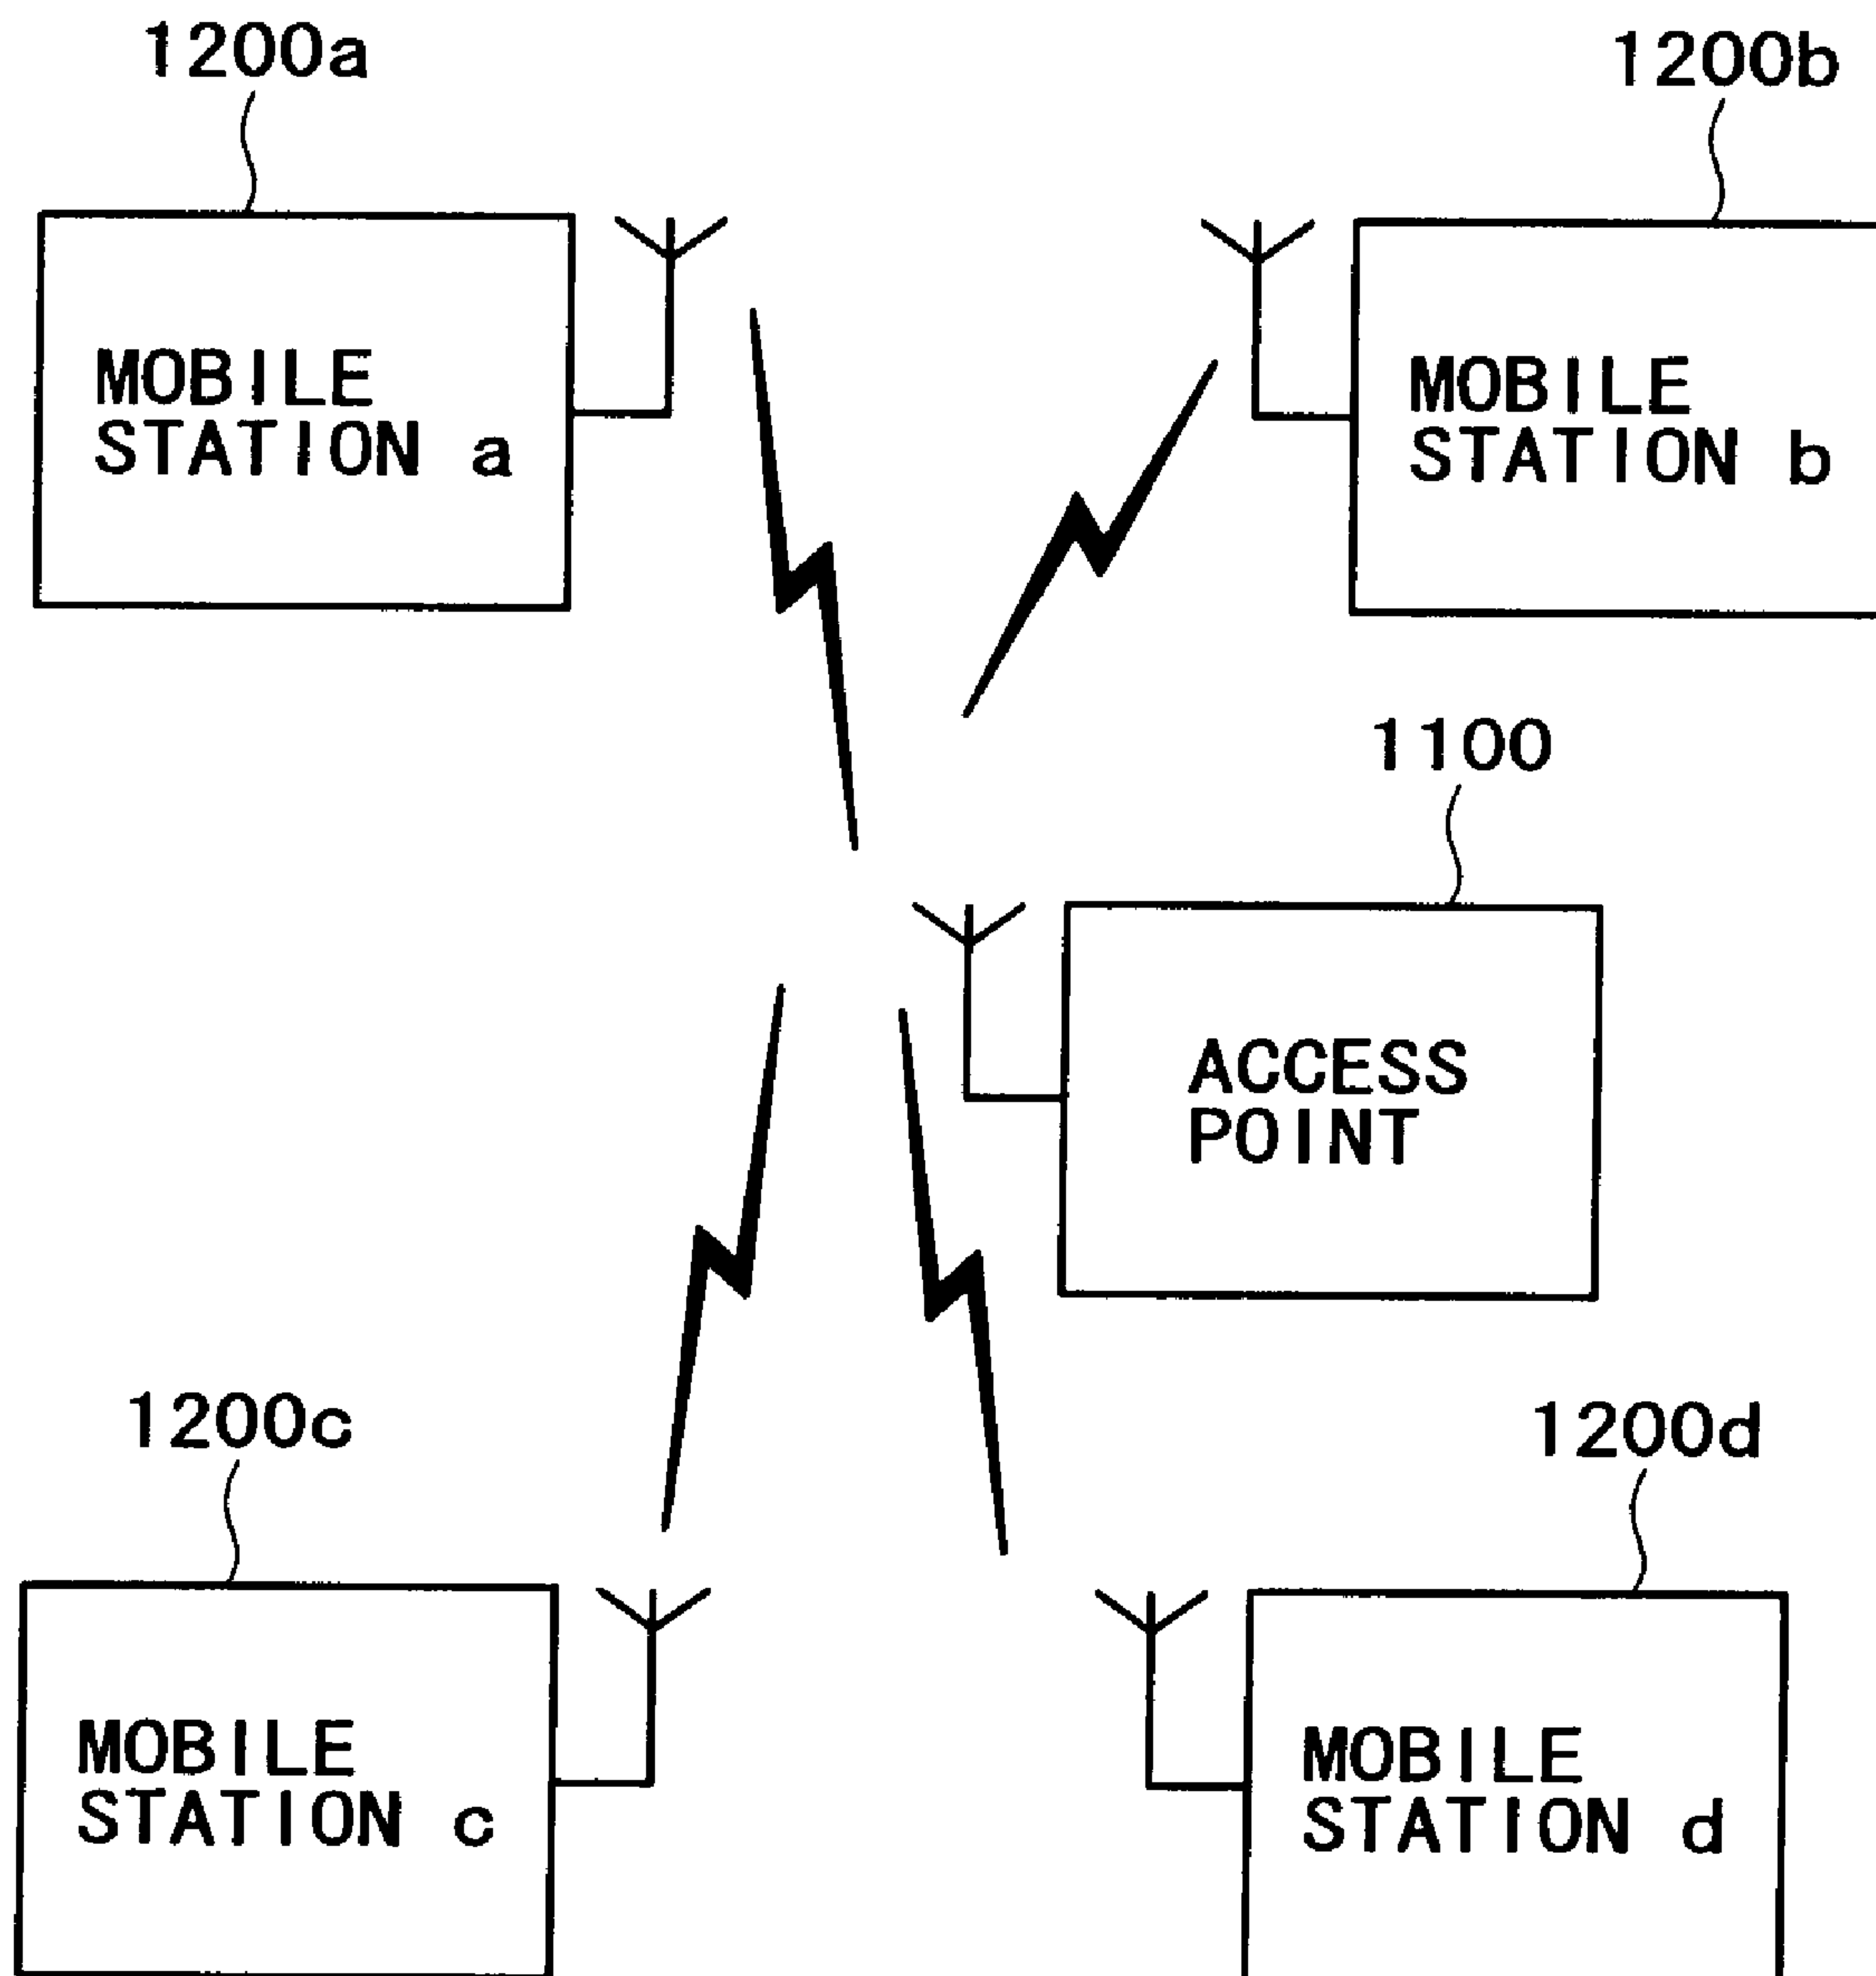 1200a
1200b
MOBILE
STATION a
MOBILE
STATION b
1100
ACCESS
POINT
1200c
1200d
MOBILE
STATION c
MOBILE
STATION d